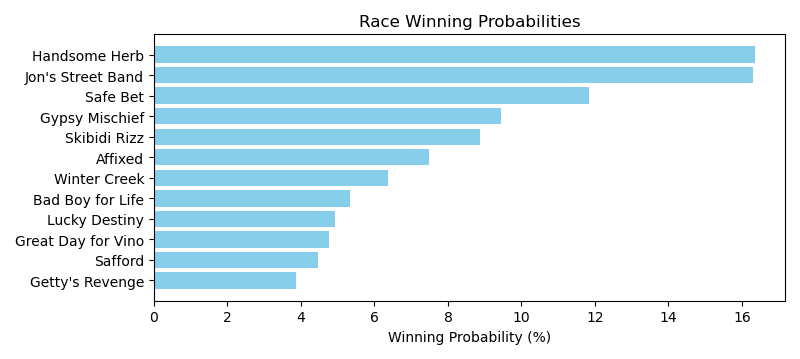 Race Winning Probabilities
Handsome Herb
Jon's Street Band
Safe Bet
Gypsy Mischief
Skibidi Rizz
Affixed
Winter Creek
Bad Boy for Life
Lucky Destiny
Great Day for Vino
Safford
Getty's Revenge
0 2 4 6 8 10 12 14 16
Winning Probability (%)